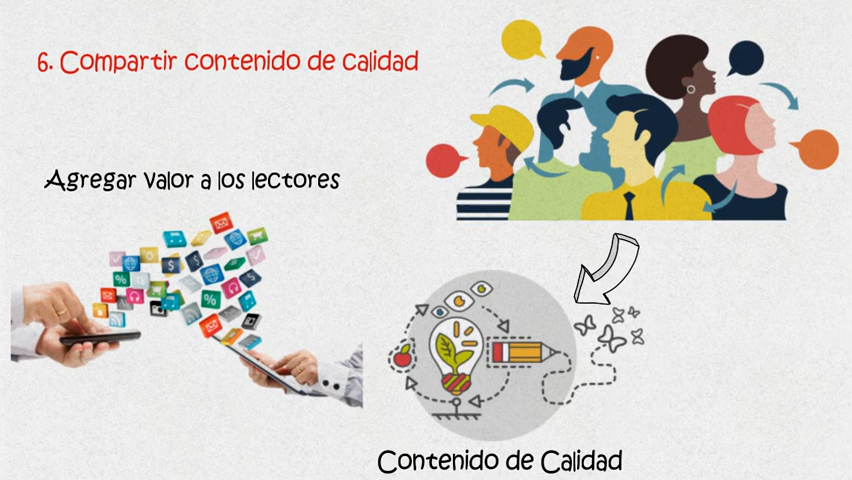 6. Compartir contenido de calidad
Agregar valor a los lectores
Contenido de Calidad